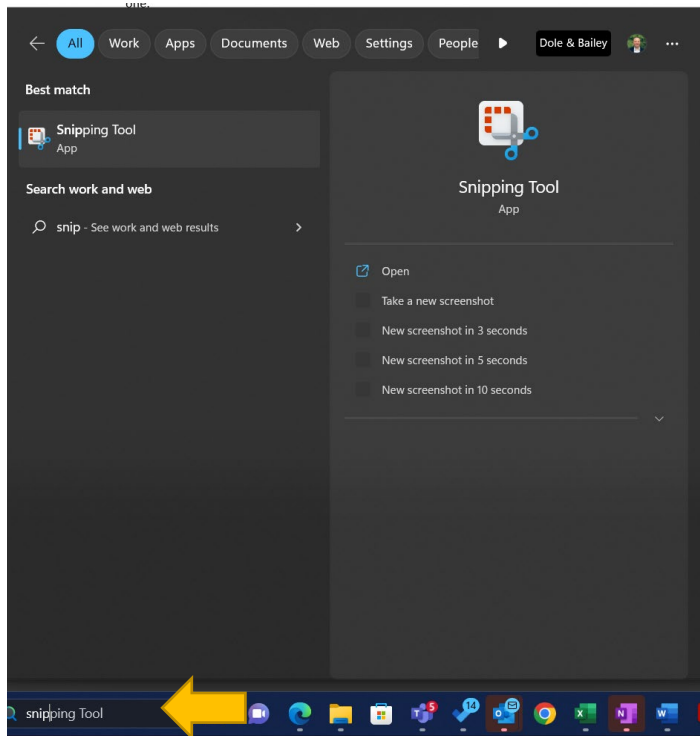 one.
All Work Apps Documents Web Settings People Dole & Bailey ...
Best match
Snipping Tool
App
Search work and web
snip - See work and web results
Snipping Tool
App
Open
Take a new screenshot
New screenshot in 3 seconds
New screenshot in 5 seconds
New screenshot in 10 seconds
snipping Tool
5
14